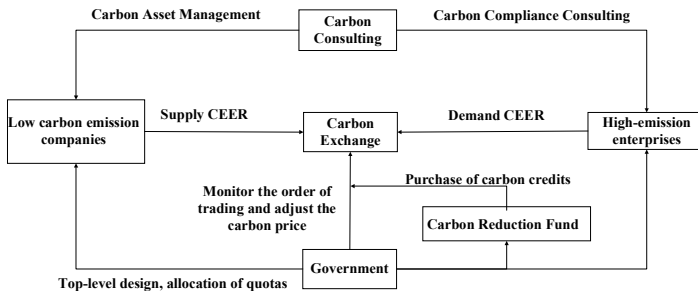 Carbon Asset Management
Carbon
Consulting
Carbon Compliance Consulting
Low carbon emission
companies
Supply CEER
Carbon
Exchange
Demand CEER
High-emission
enterprises
Monitor the order of
trading and adjust the
carbon price
Purchase of carbon credits
Carbon Reduction Fund
Government
Top-level design, allocation of quotas